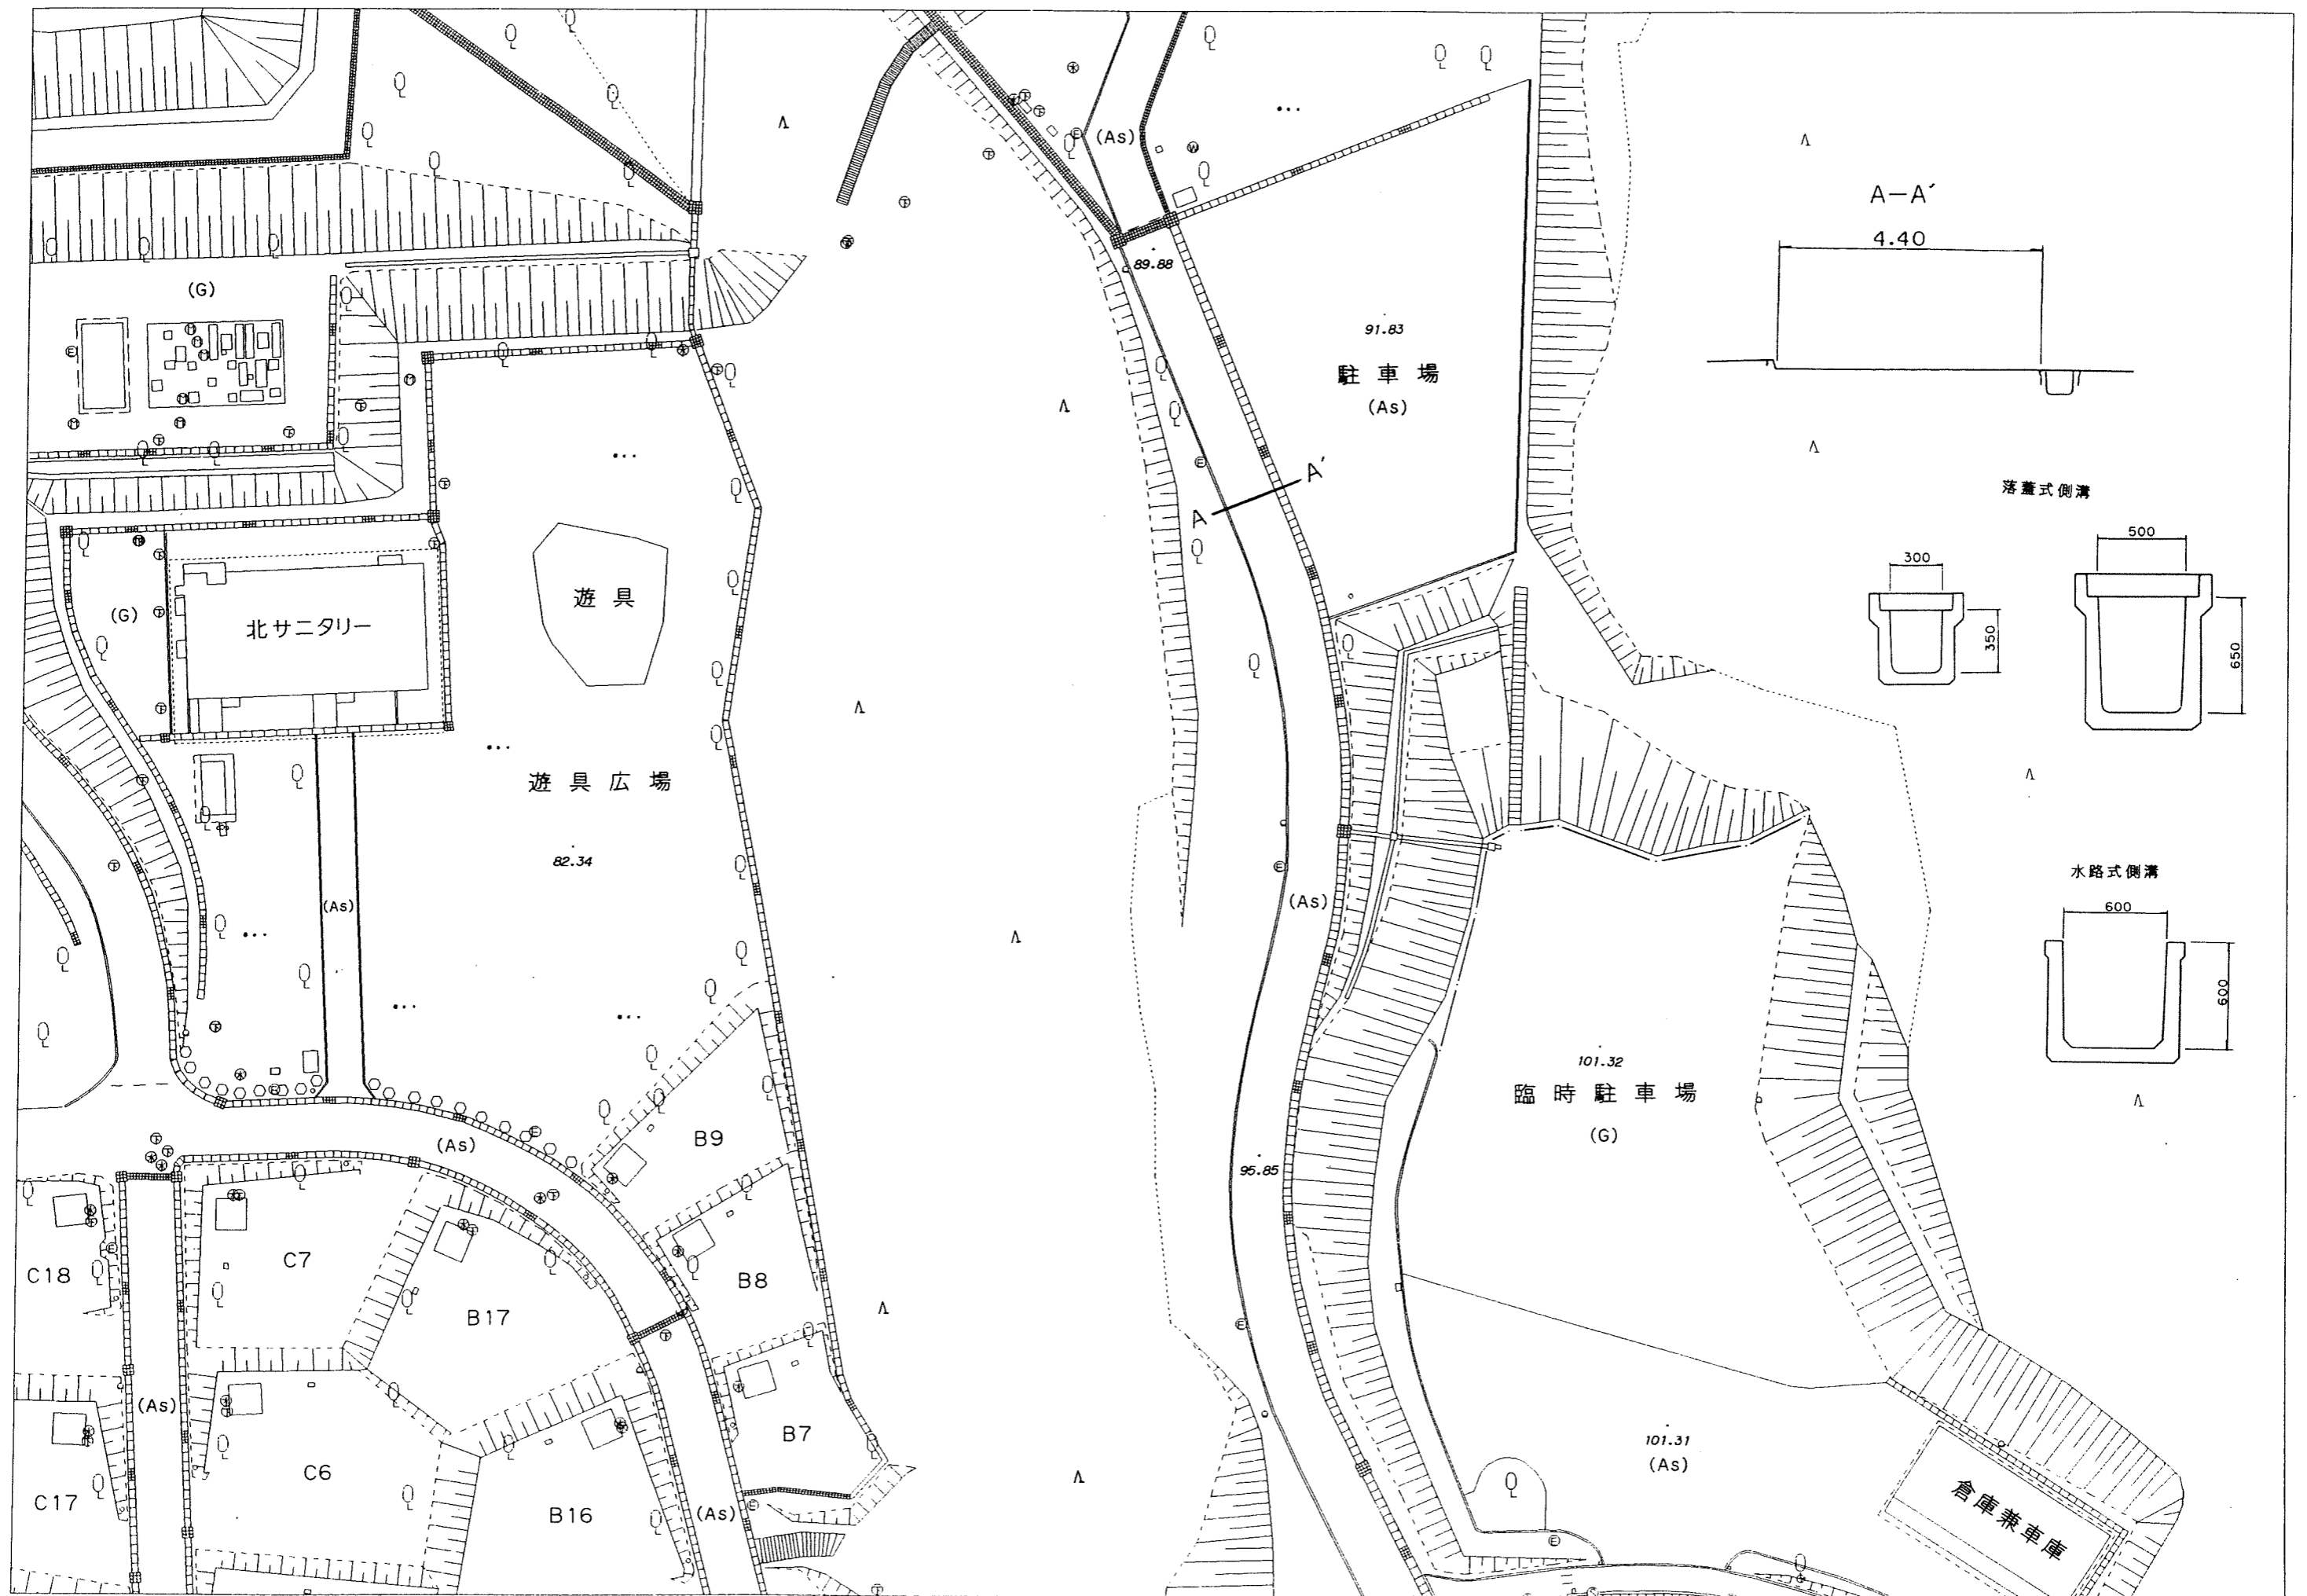 (As)
A-A′
4.40
89.88
(G)
91.83
駐車場
(As)
A′
A
落蓋式側溝
500
300
350
650
(G)
北サニタリー
遊具
遊具広場
82.34
(As)
(As)
水路式側溝
600
600
101.32
臨時駐車場
(G)
(As)
B9
95.85
C18
C7
B8
B17
(As)
B7
101.31
(As)
C17
C6
B16
(As)
倉庫兼車庫